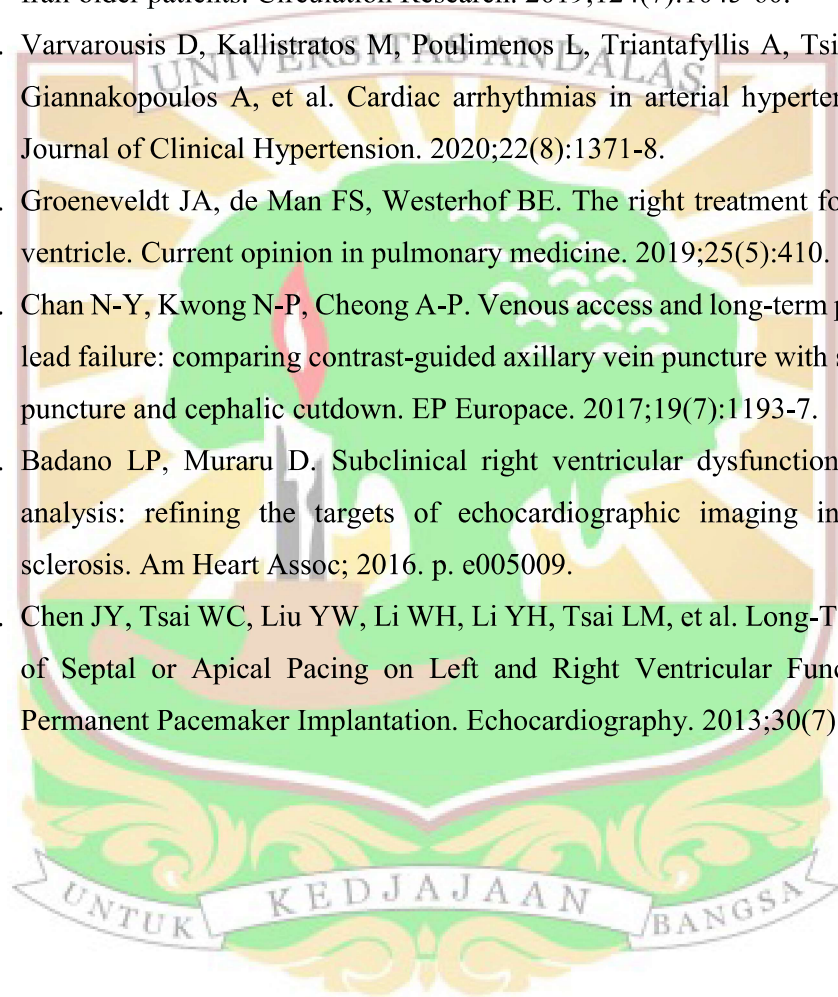 older patients. Circulation Research. 2019;124(7):1045-60.
. Varvarousis D, Kallistratos M, Poulimenos L, Triantafyllis A,
UNIVERSITAS ANDALAS
Giannakopoulos A, et al. Cardiac arrhythmias in arterial
Journal of Clinical Hypertension. 2020;22(8):1371-8.
. Groeneveldt JA, de Man FS, Westerhof BE. The right treatment
ventricle. Current opinion in pulmonary medicine. 2019;25(5):410.
. Chan N-Y, Kwong N-P, Cheong A-P. Venous access and long-term
lead failure: comparing contrast-guided axillary vein puncture with
puncture and cephalic cutdown. EP Europace. 2017;19(7):1193-7.
. Badano LP, Muraru D. Subclinical right ventricular dysfunction
analysis: refining the targets of echocardiographic imaging in
sclerosis. Am Heart Assoc; 2016. p. e005009.
. Chen JY, Tsai WC, Liu YW, Li WH, Li YH, Tsai LM, et al.
of Septal or Apical Pacing on Left and Right Ventricular
Permanent Pacemaker Implantation. Echocardiography. 2013;30(7)
UNTUK KEDJAJAAN BANGSA